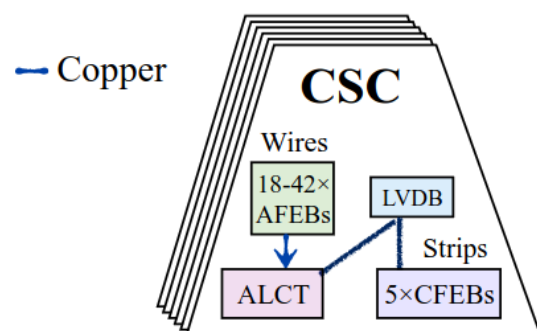 Copper
CSC
Wires
18-42×
AFEBs
LVDB
Strips
ALCT
5×CFEBs